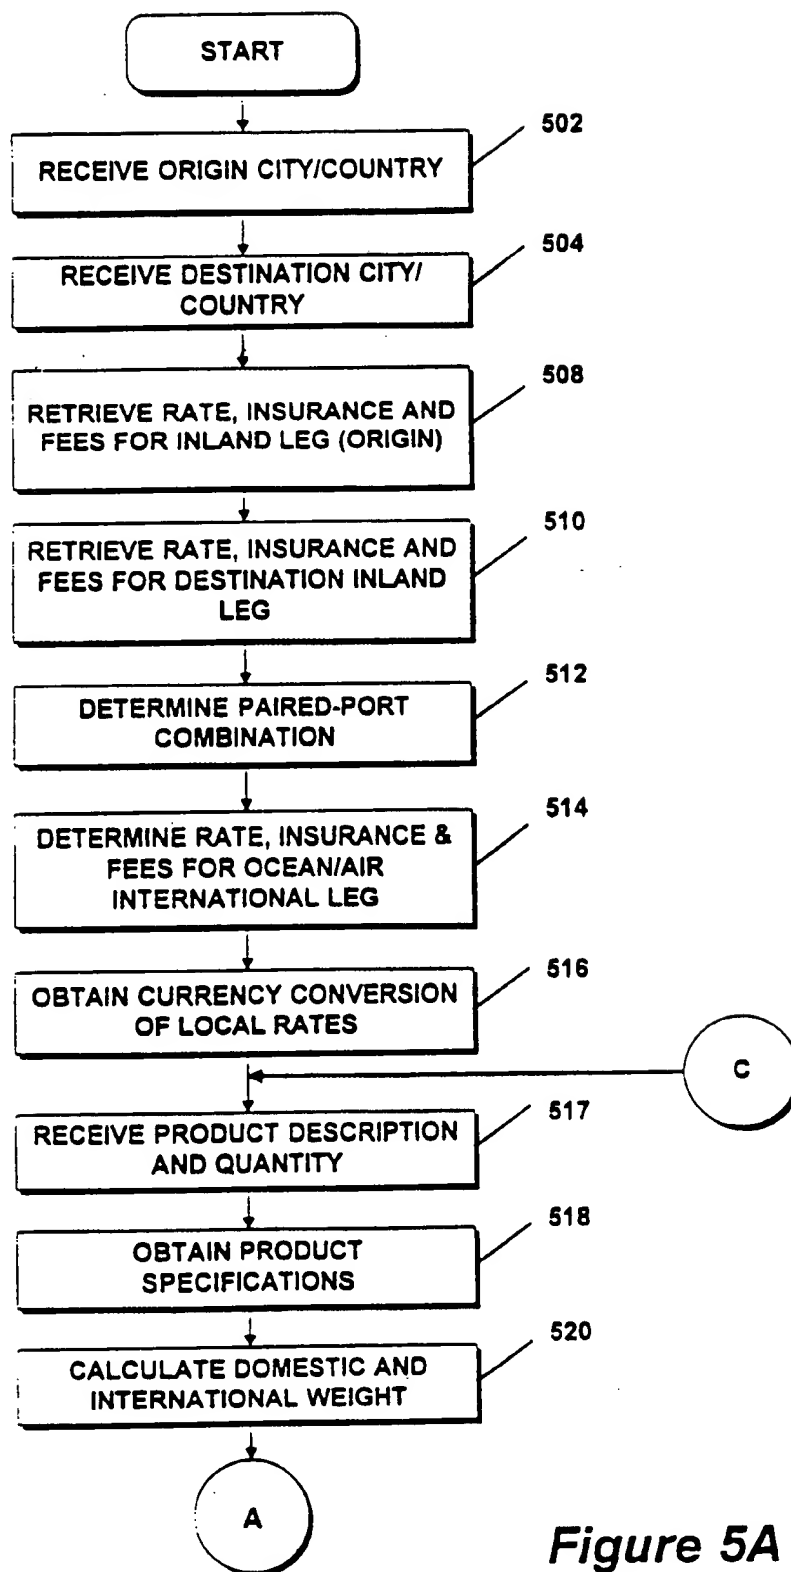 START
502
RECEIVE ORIGIN CITY/COUNTRY
504
RECEIVE DESTINATION CITY/
COUNTRY
508
RETRIEVE RATE, INSURANCE AND
FEES FOR INLAND LEG (ORIGIN)
510
RETRIEVE RATE, INSURANCE AND
FEES FOR DESTINATION INLAND
LEG
512
DETERMINE PAIRED-PORT
COMBINATION
514
DETERMINE RATE, INSURANCE &
FEES FOR OCEAN/AIR
INTERNATIONAL LEG
516
OBTAIN CURRENCY CONVERSION
OF LOCAL RATES
C
517
RECEIVE PRODUCT DESCRIPTION
AND QUANTITY
518
OBTAIN PRODUCT
SPECIFICATIONS
520
CALCULATE DOMESTIC AND
INTERNATIONAL WEIGHT
A
Figure 5A